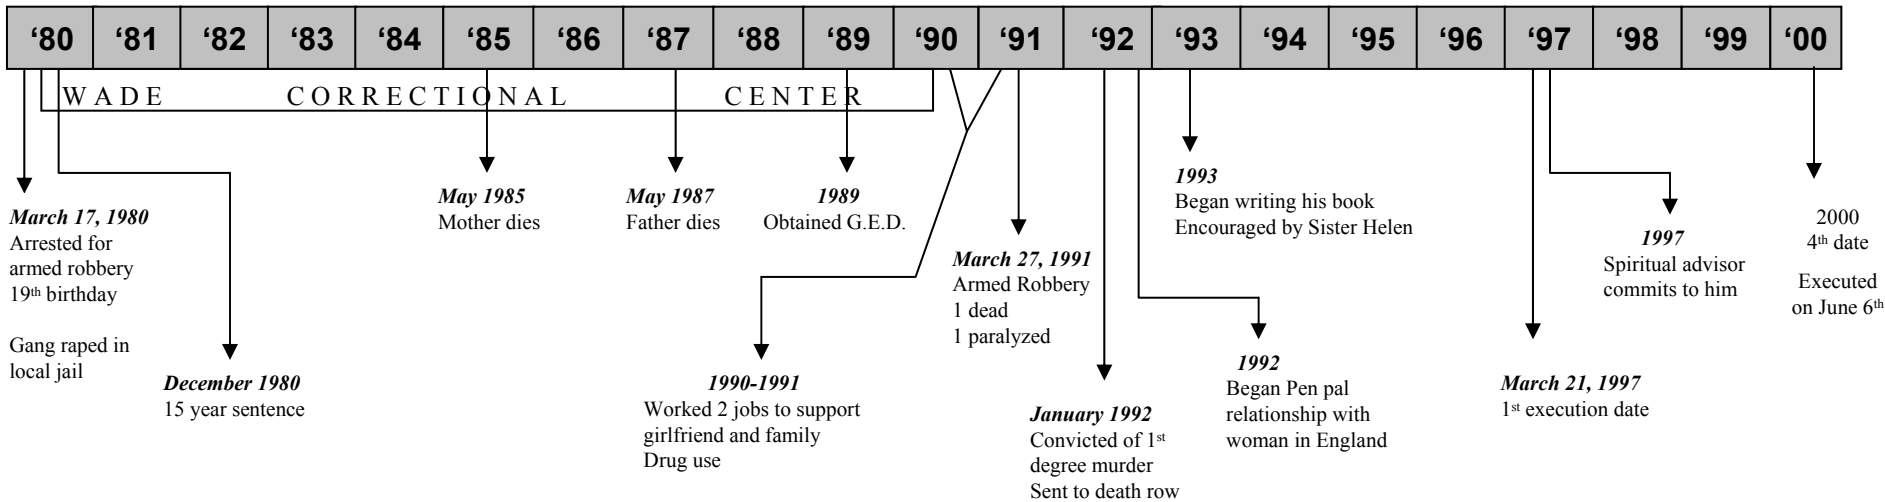 ‘80 ‘81 ‘82 ‘83 ‘84 ‘85 ‘86 ‘87 ‘88 ‘89 ‘90 ‘91 ‘92 ‘93 ‘94 ‘95 ‘96 ‘97 ‘98 ‘99 ‘00
WADE CORRECTIONAL CENTER
March 17, 1980
Arrested for
armed robbery
19th birthday
Gang raped in
local jail
December 1980
15 year sentence
May 1985
Mother dies
May 1987
Father dies
1989
Obtained G.E.D.
1990-1991
Worked 2 jobs to support
girlfriend and family
Drug use
March 27, 1991
Armed Robbery
1 dead
1 paralyzed
January 1992
Convicted of 1st
degree murder
Sent to death row
1993
Began writing his book
Encouraged by Sister Helen
1992
Began Pen pal
relationship with
woman in England
March 21, 1997
1st execution date
1997
Spiritual advisor
commits to him
2000
4th date
Executed
on June 6th